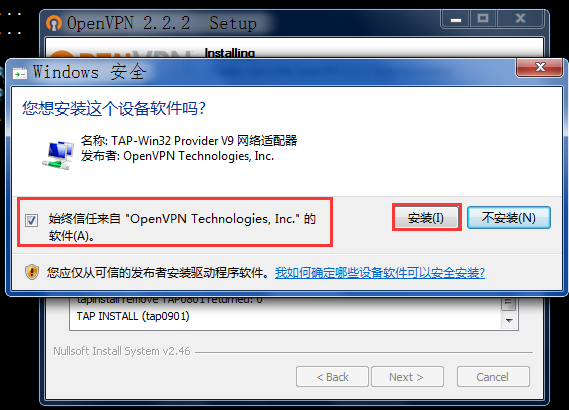 OpenVPN 2.2.2 Setup
Installing
Windows 安全
您想安装这个设备软件吗?
名称: TAP-Win32 Provider V9 网络适配器
发布者: OpenVPN Technologies, Inc.
始终信任来自 "OpenVPN Technologies, Inc." 的
软件(A)。
安装(I)
不安装(N)
您应仅从可信的发布者安装驱动程序软件。我如何确定哪些设备软件可以安全安装?
tapinstall remove TAP0801 returned: 0
TAP INSTALL (tap0901)
Nullsoft Install System v2.46
< Back
Next >
Cancel